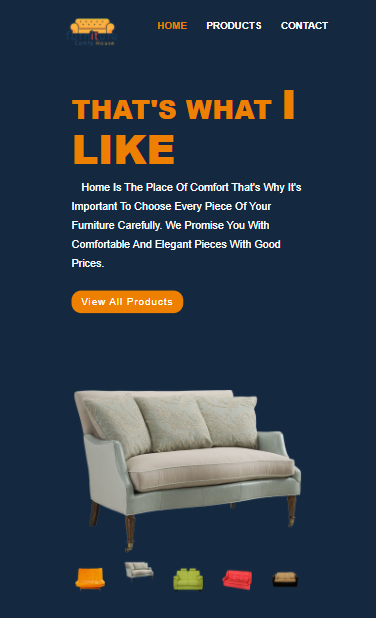 HOME PRODUCTS CONTACT
THAT'S WHAT I
LIKE
Home Is The Place Of Comfort That's Why It's
Important To Choose Every Piece Of Your
Furniture Carefully. We Promise You With
Comfortable And Elegant Pieces With Good
Prices.
View All Products